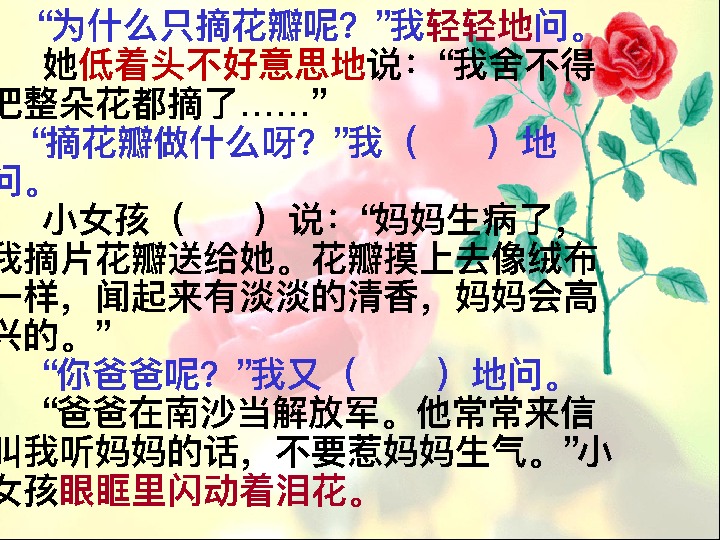 “为什么只摘花瓣呢？”我轻轻地问。
她低着头不好意思地说：“我舍不得
把整朵花都摘了……”
“摘花瓣做什么呀？”我（　　）地
问。
小女孩（　　）说：“妈妈生病了，
我摘片花瓣送给她。花瓣摸上去像绒布
一样，闻起来有淡淡的清香，妈妈会高
兴的。”
“你爸爸呢？”我又（　　）地问。
“爸爸在南沙当解放军。他常常来信
叫我听妈妈的话，不要惹妈妈生气。”小
女孩眼眶里闪动着泪花。